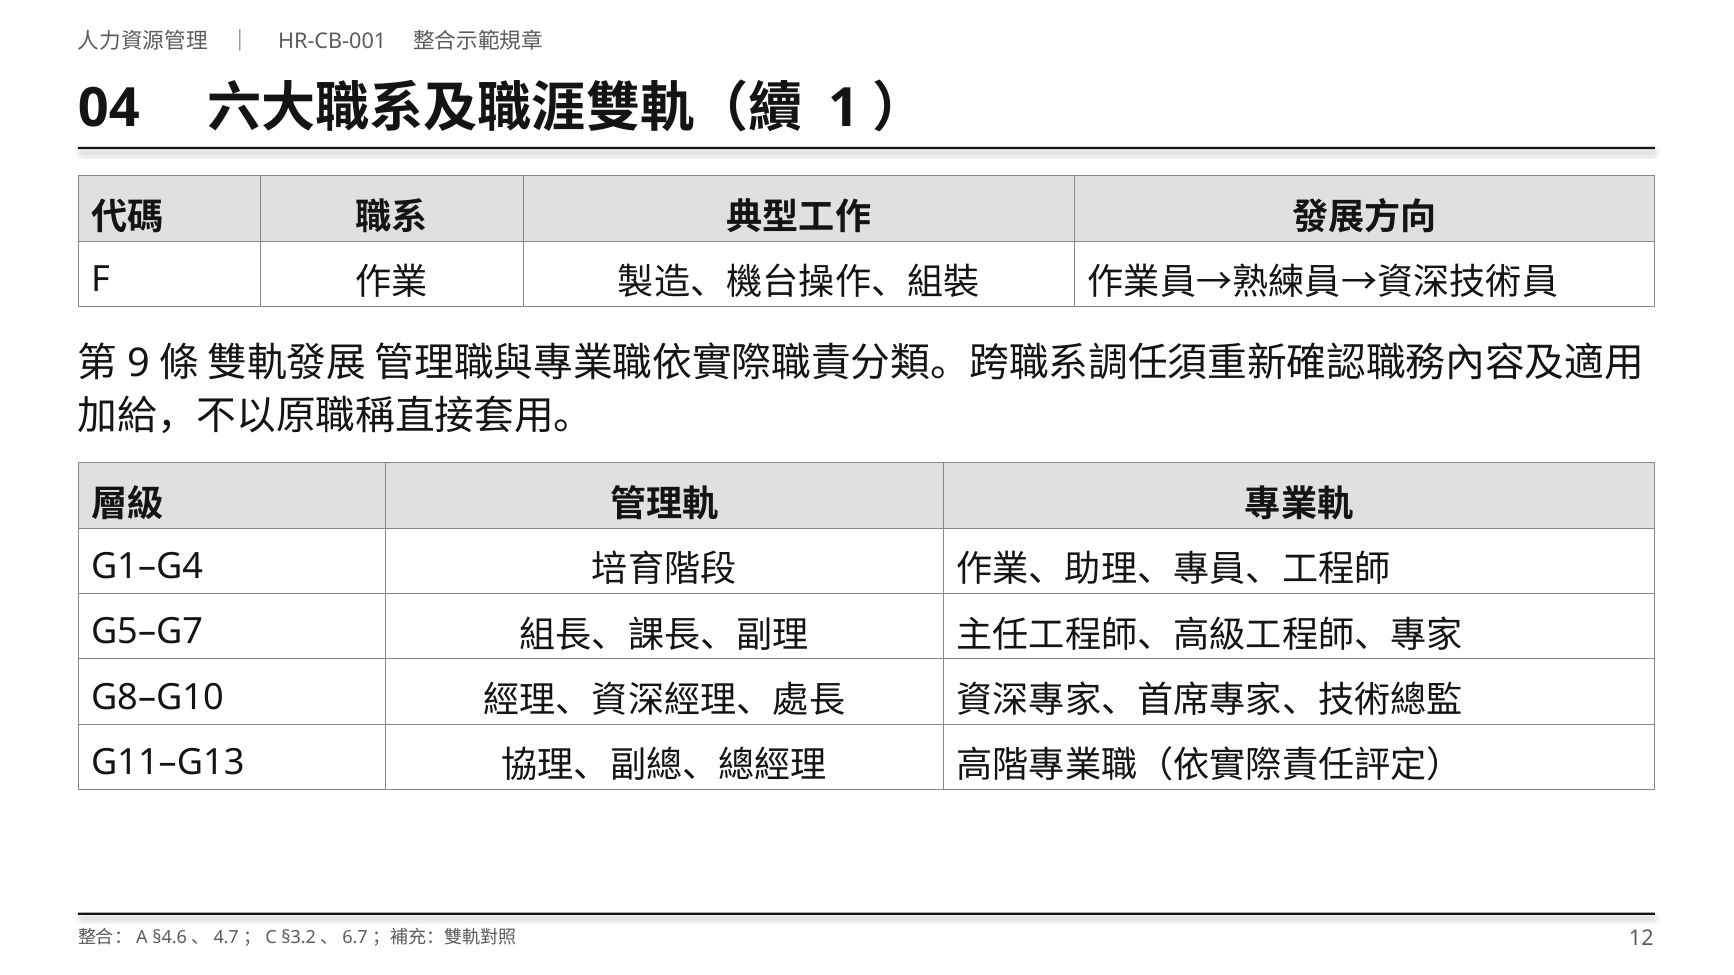 人力資源管理 ｜ HR-CB-001 整合示範規章
04 六大職系及職涯雙軌（續 1 ）
代碼 職系 典型工作 發展方向
F 作業 製造、機台操作、組裝 作業員→熟練員→資深技術員
第 9 條 雙軌發展 管理職與專業職依實際職責分類。跨職系調任須重新確認職務內容及適用
加給，不以原職稱直接套用。
層級 管理軌 專業軌
G1–G4 培育階段 作業、助理、專員、工程師
G5–G7 組長、課長、副理 主任工程師、高級工程師、專家
G8–G10 經理、資深經理、處長 資深專家、首席專家、技術總監
G11–G13 協理、副總、總經理 高階專業職（依實際責任評定）
整合： A §4.6 、 4.7 ； C §3.2 、 6.7 ；補充：雙軌對照 12